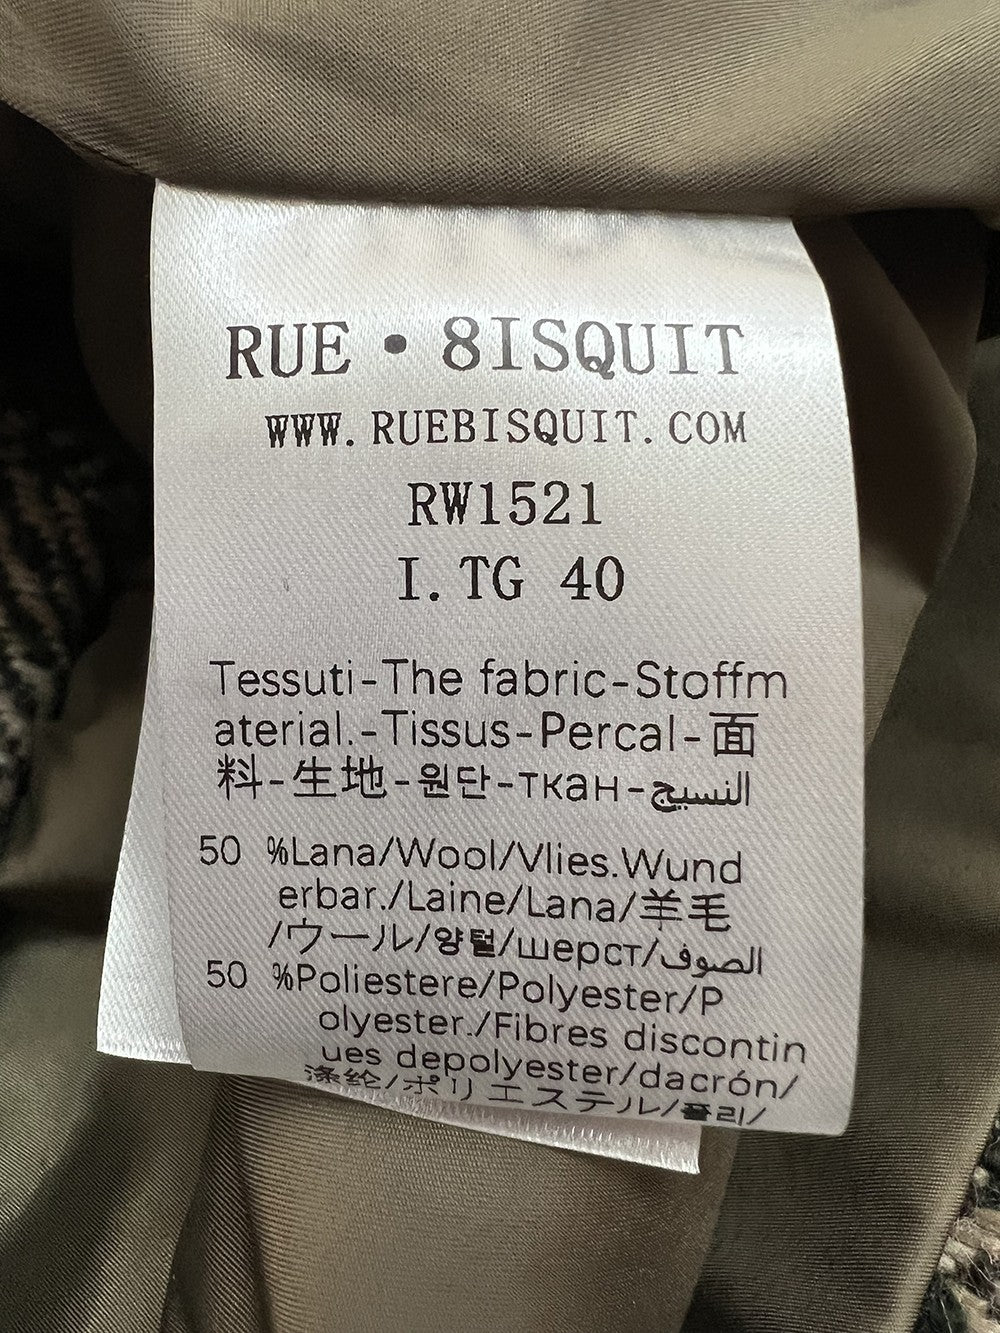 RUE • 8ISQUIT
WWW. RUEBISQUIT. COM
RW1521
I. TG 40
Tessuti-The fabric-Stoffm
aterial.-Tissus-Percal-面
料-生地-원단-ткан-النسيج
50 %Lana/Wool/Vlies.Wund
erbar./Laine/Lana/羊毛
/ウール/양털/шерст/الصوف
50 %Poliestere/Polyester/P
olyester./Fibres discontin
ues depolyester/dacrón/
涤纶/ポリエステル/폴리/